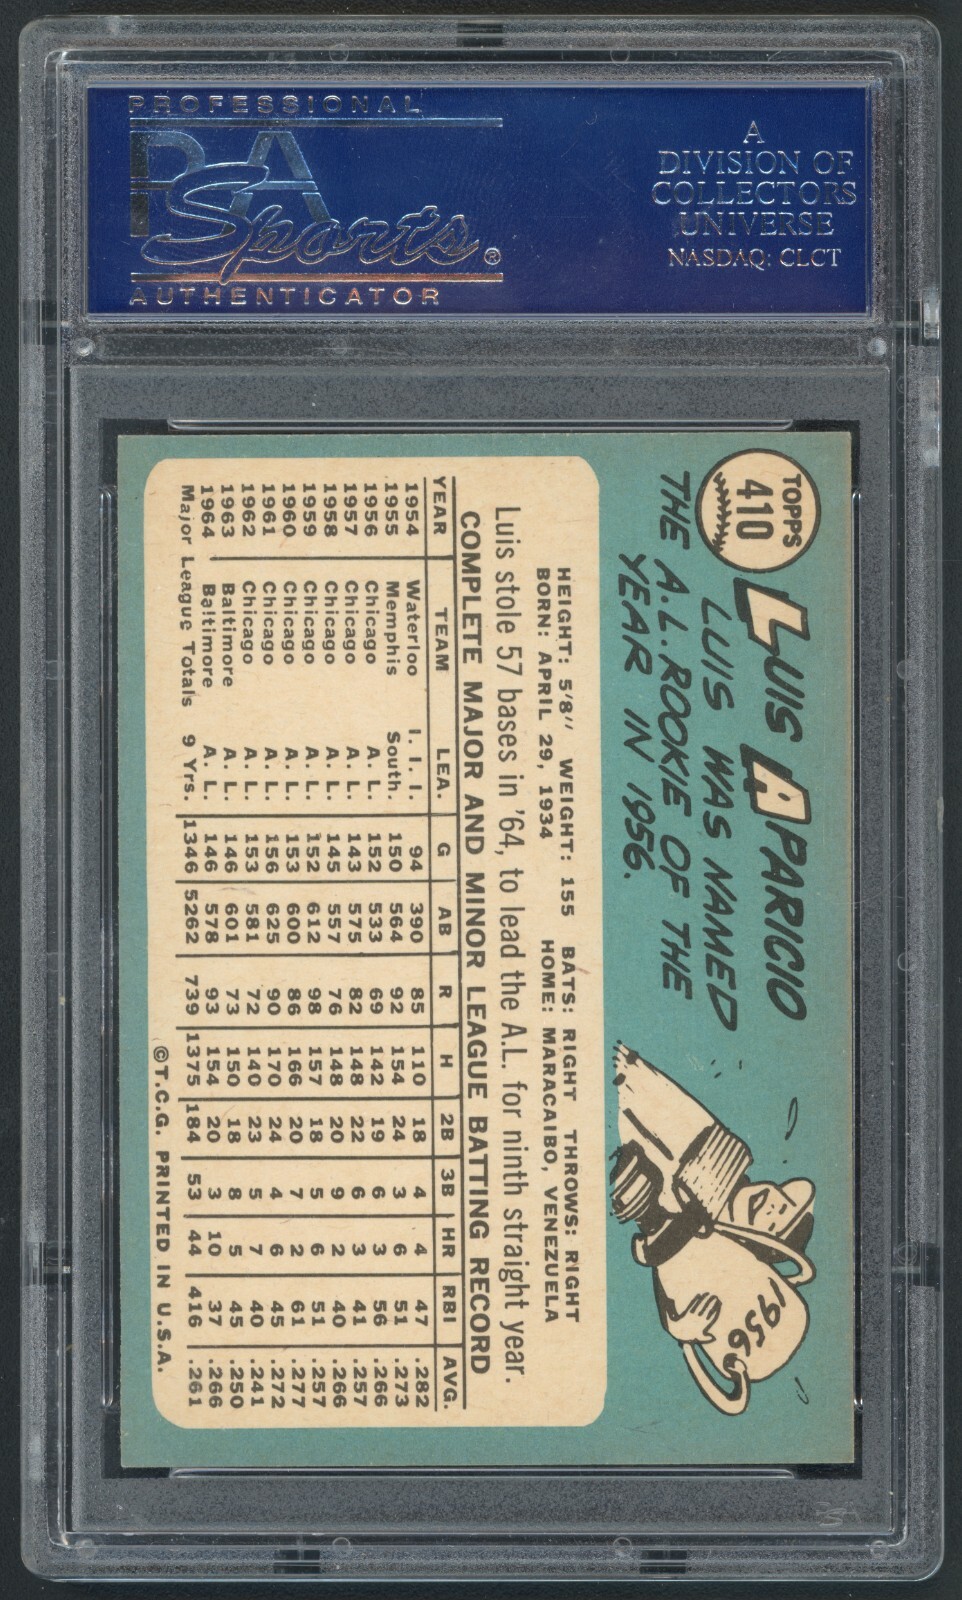 PROFESSIONAL
PSA
Sports®
AUTHENTICATOR
A
DIVISION OF
COLLECTORS
UNIVERSE
NASDAQ: CLCT
TOPPS
410
LUIS APARICIO
LUIS WAS NAMED
THE A.L. ROOKIE OF THE
YEAR IN 1956.
1956
HEIGHT: 5'8" WEIGHT: 155 BATS: RIGHT THROWS: RIGHT
BORN: APRIL 29, 1934 HOME: MARACAIBO, VENEZUELA
Luis stole 57 bases in '64, to lead the A.L. for ninth straight year.
COMPLETE MAJOR AND MINOR LEAGUE BATTING RECORD
YEAR TEAM LEA. G AB R H 2B 3B HR RBI AVG.
1954 Waterloo I. I. I. 94 390 85 110 18 4 4 47 .282
1955 Memphis South. 150 564 92 154 24 3 6 51 .273
1956 Chicago A. L. 152 533 69 142 19 6 3 56 .266
1957 Chicago A. L. 143 575 82 148 22 6 3 41 .257
1958 Chicago A. L. 145 557 76 148 20 9 2 40 .266
1959 Chicago A. L. 152 612 98 157 18 5 6 51 .257
1960 Chicago A. L. 153 600 86 166 20 7 2 61 .277
1961 Chicago A. L. 156 625 90 170 24 4 6 45 .272
1962 Chicago A. L. 153 581 72 140 23 5 7 40 .241
1963 Baltimore A. L. 146 601 73 150 18 8 5 45 .250
1964 Baltimore A. L. 146 578 93 154 20 3 10 37 .266
Major League Totals 9 Yrs. 1346 5262 739 1375 184 53 44 416 .261
©T.C.G. PRINTED IN U.S.A.